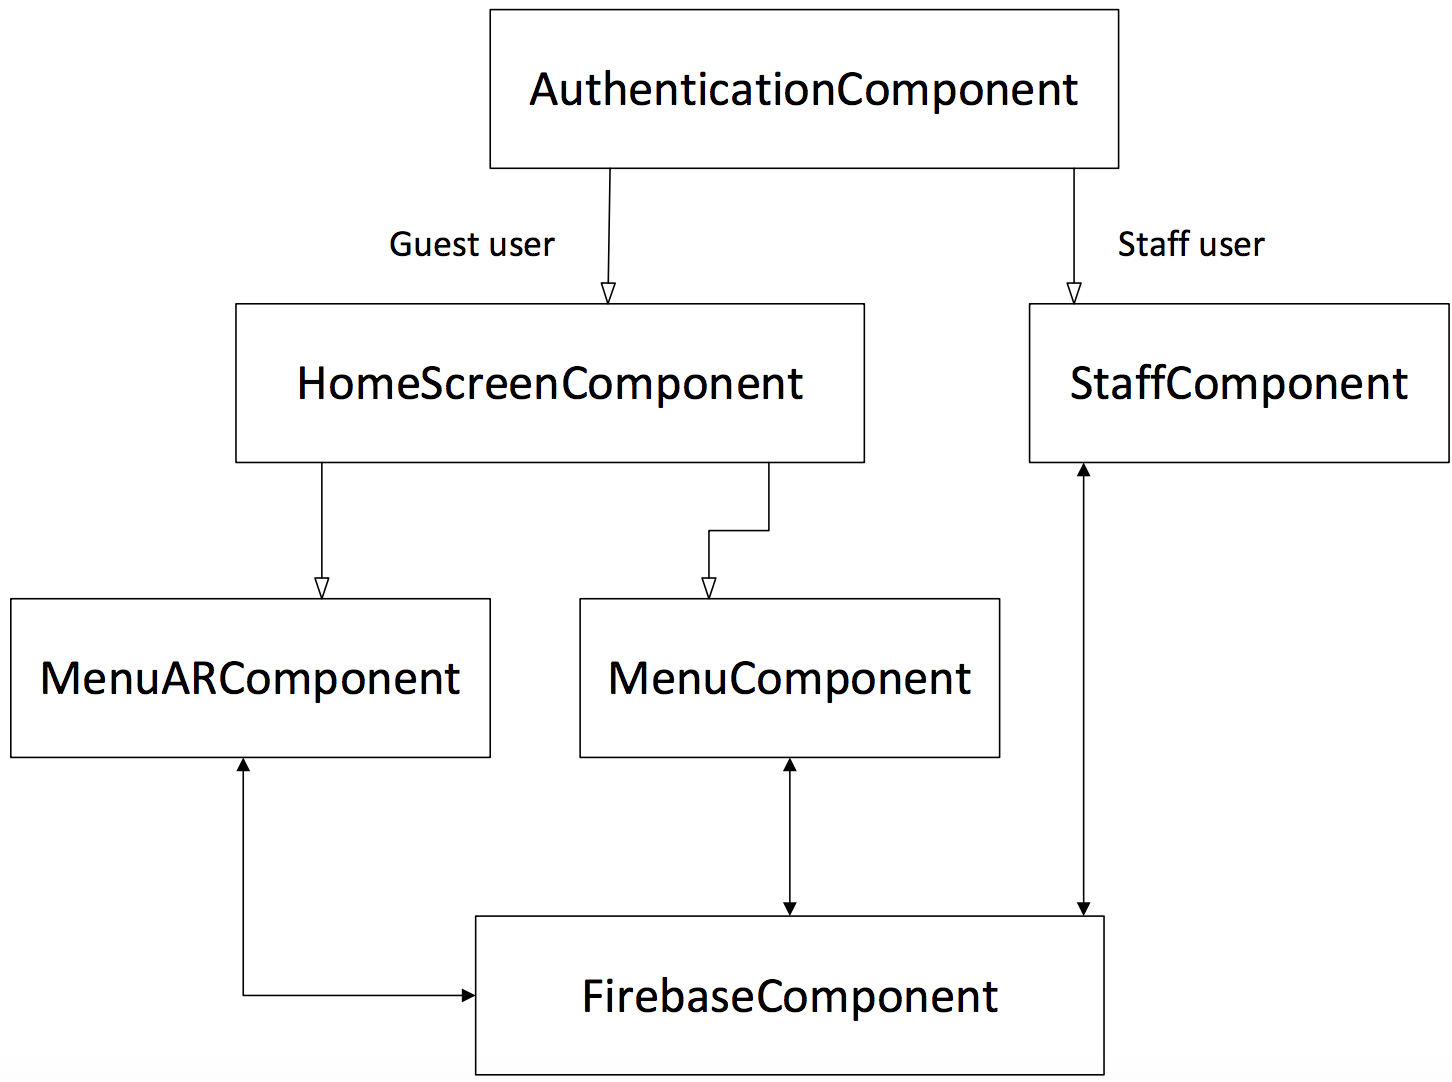 AuthenticationComponent
Guest user
Staff user
HomeScreenComponent
StaffComponent
MenuARComponent
MenuComponent
FirebaseComponent